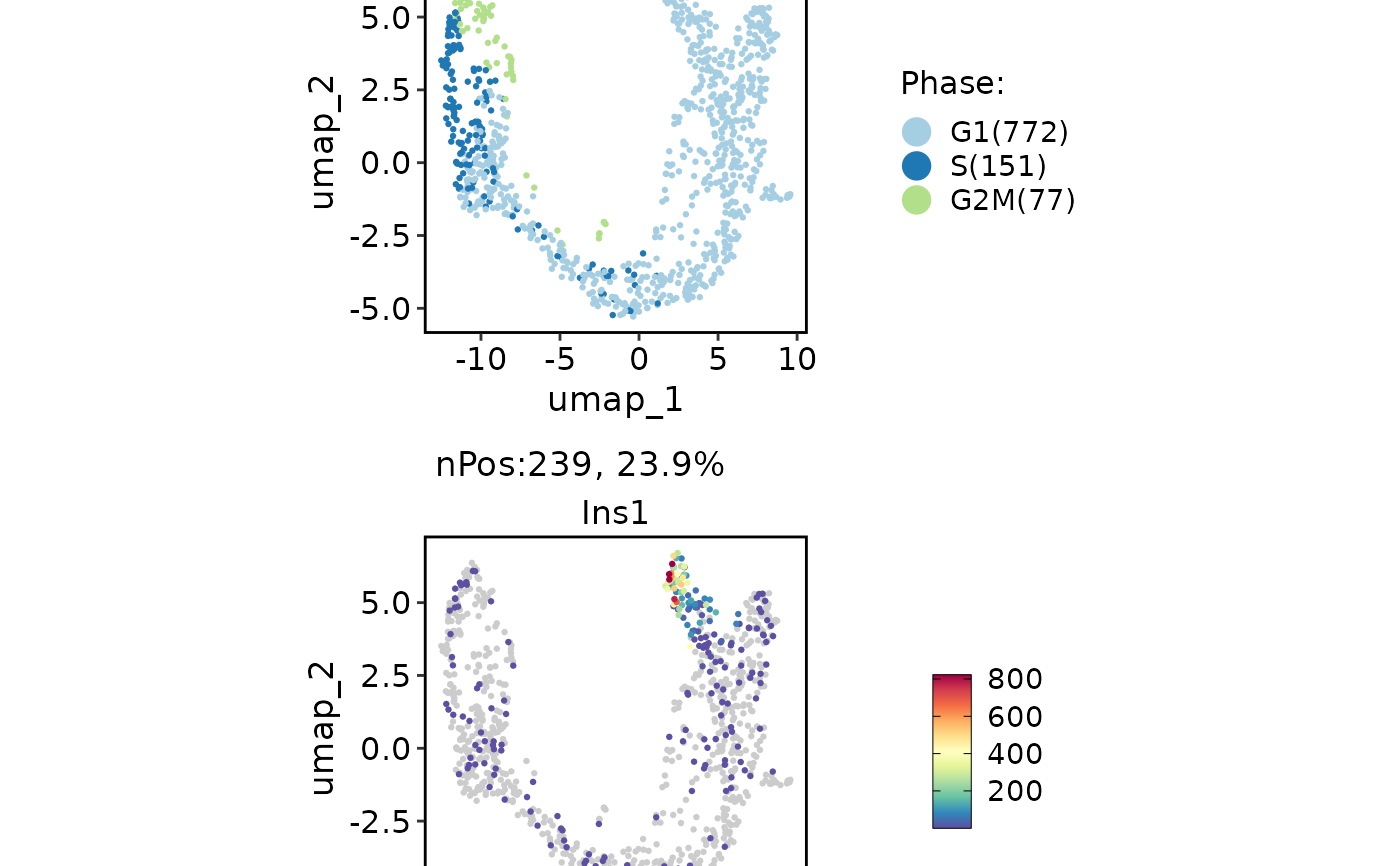 5.0
2.5
0.0
-2.5
-5.0
umap_2
-10 -5 0 5 10
umap_1
Phase:
G1(772)
S(151)
G2M(77)
nPos:239, 23.9%
Ins1
5.0
2.5
0.0
-2.5
umap_2
800
600
400
200